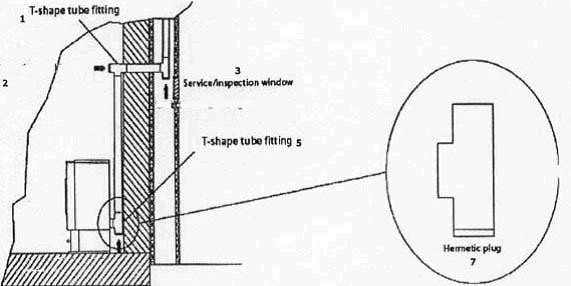 1 T-shape tube fitting
2
3
Service/inspection window
T-shape tube fitting 5
Hermetic plug
7